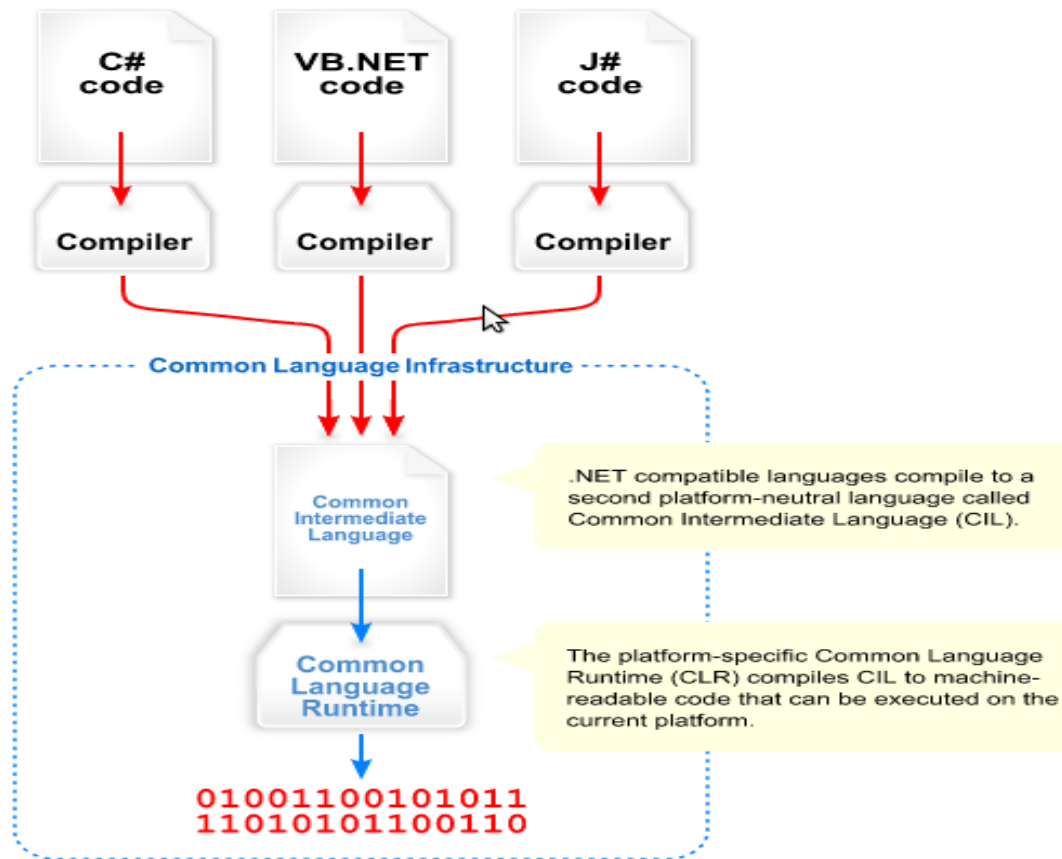 C#
code
VB.NET
code
J#
code
Compiler
Compiler
Compiler
Common Language Infrastructure
Common
Intermediate
Language
.NET compatible languages compile to a
second platform-neutral language called
Common Intermediate Language (CIL).
Common
Language
Runtime
The platform-specific Common Language
Runtime (CLR) compiles CIL to machine-
readable code that can be executed on the
current platform.
01001100101011
11010101100110